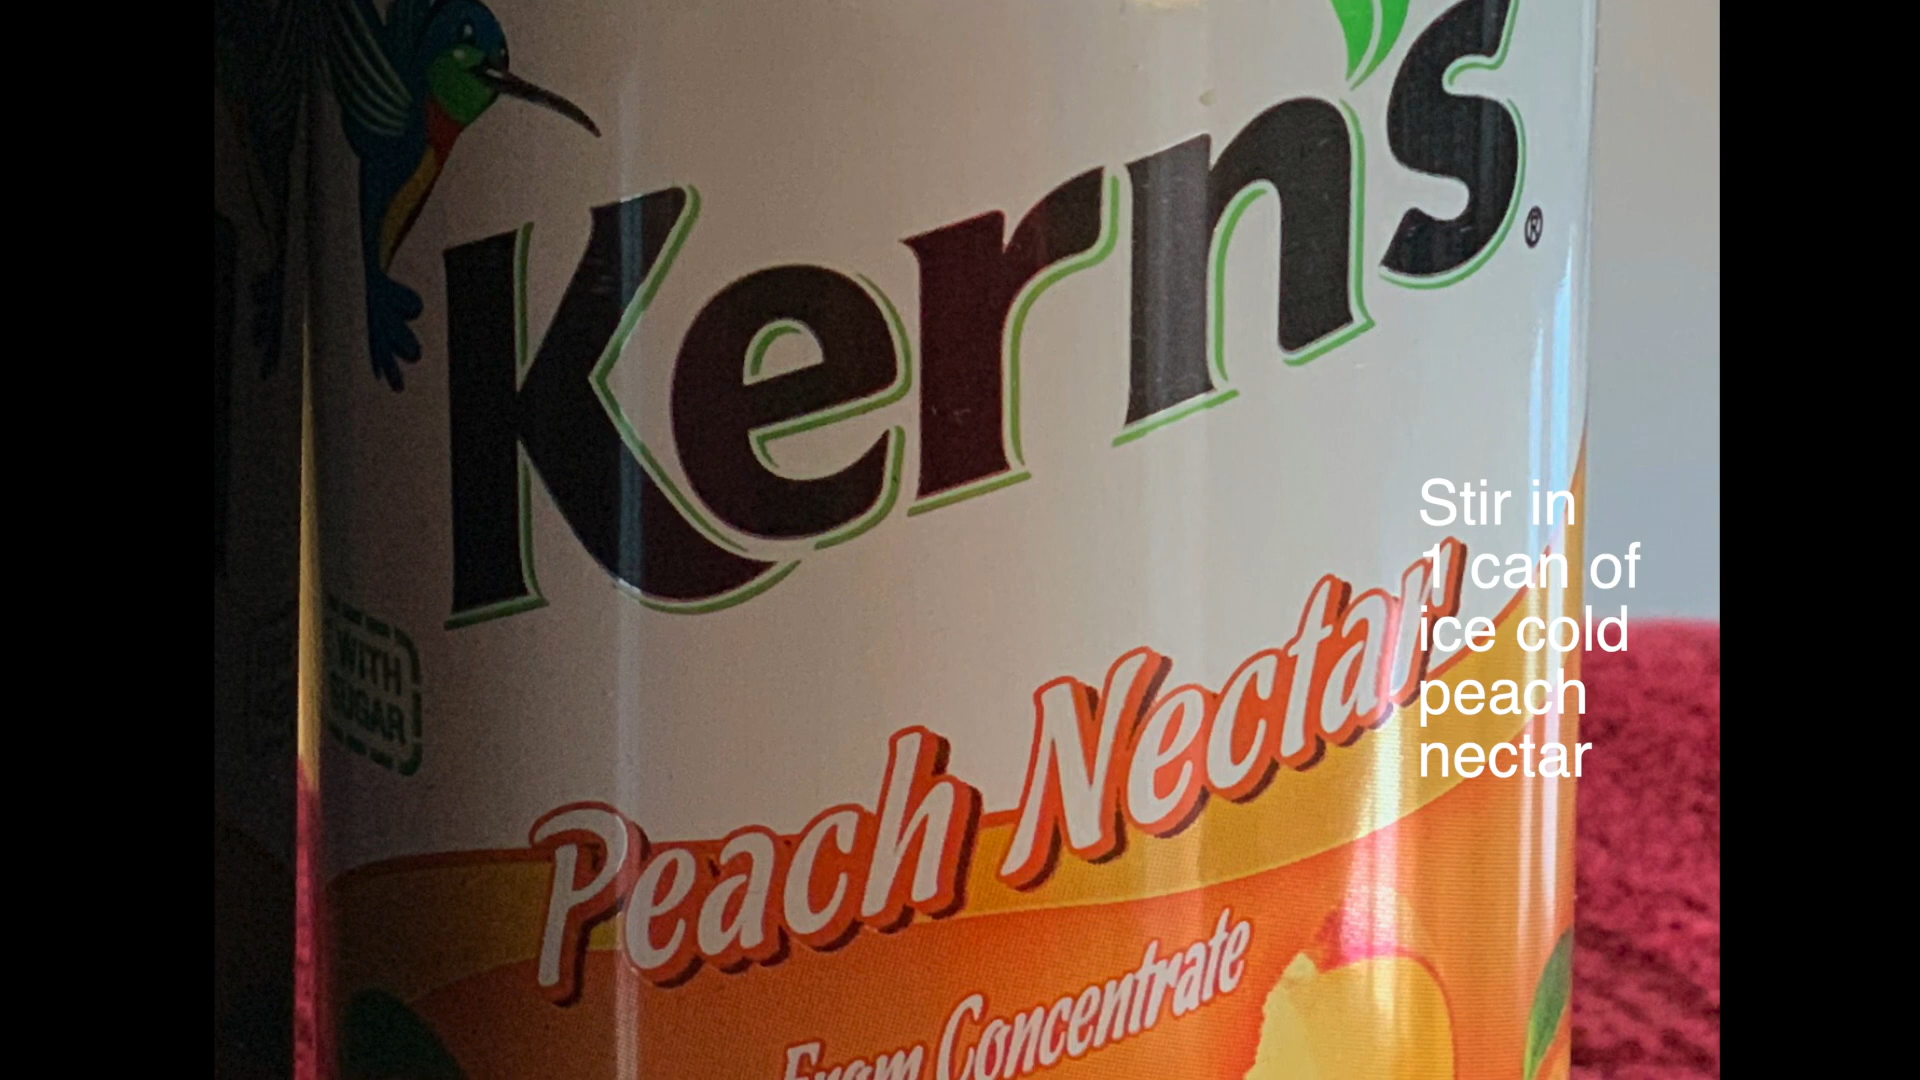 Kern's®
WITH
SUGAR
Peach Nectar
From Concentrate
Stir in
1 can of
ice cold
peach
nectar